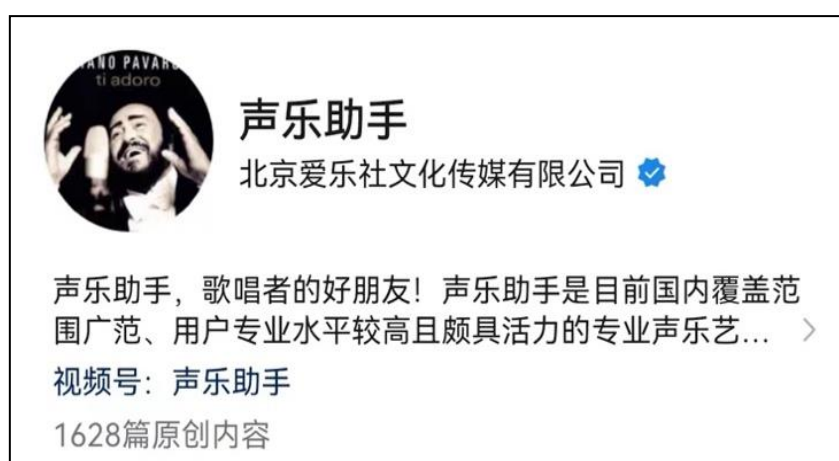 ANO PAVAR
ti adoro
声乐助手
北京爱乐社文化传媒有限公司
声乐助手，歌唱者的好朋友！声乐助手是目前国内覆盖范
围广范、用户专业水平较高且颇具活力的专业声乐艺...
视频号：声乐助手
1628篇原创内容